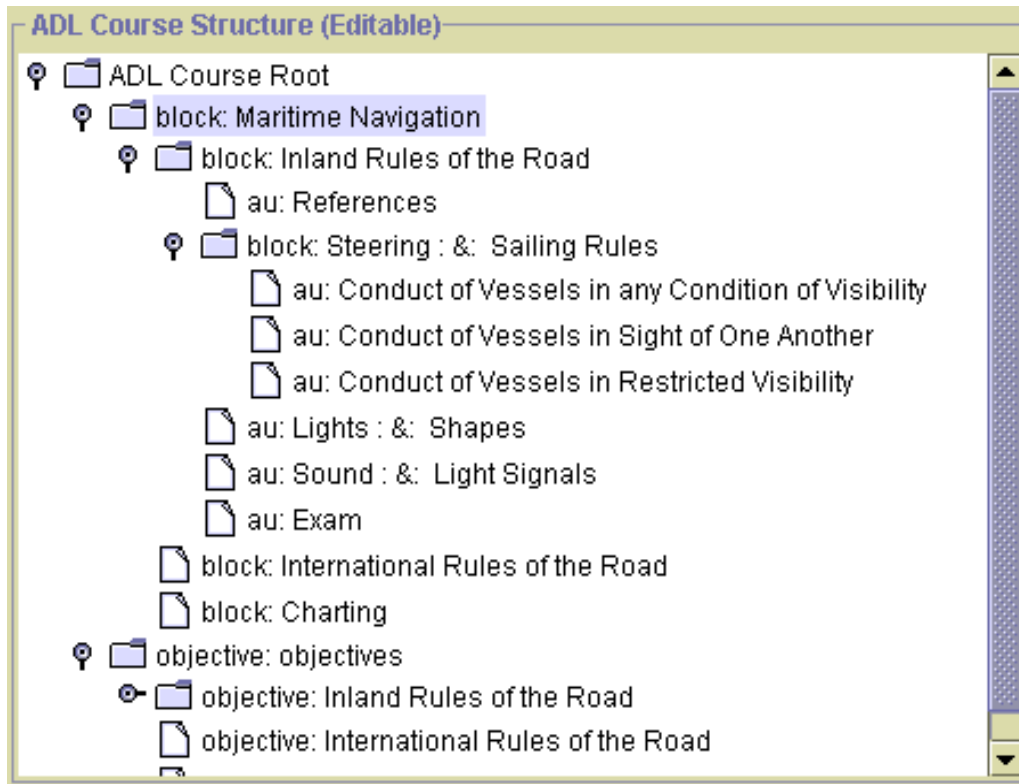 ADL Course Structure (Editable)
ADL Course Root
block: Maritime Navigation
block: Inland Rules of the Road
au: References
block: Steering : &: Sailing Rules
au: Conduct of Vessels in any Condition of Visibility
au: Conduct of Vessels in Sight of One Another
au: Conduct of Vessels in Restricted Visibility
au: Lights : &: Shapes
au: Sound : &: Light Signals
au: Exam
block: International Rules of the Road
block: Charting
objective: objectives
objective: Inland Rules of the Road
objective: International Rules of the Road